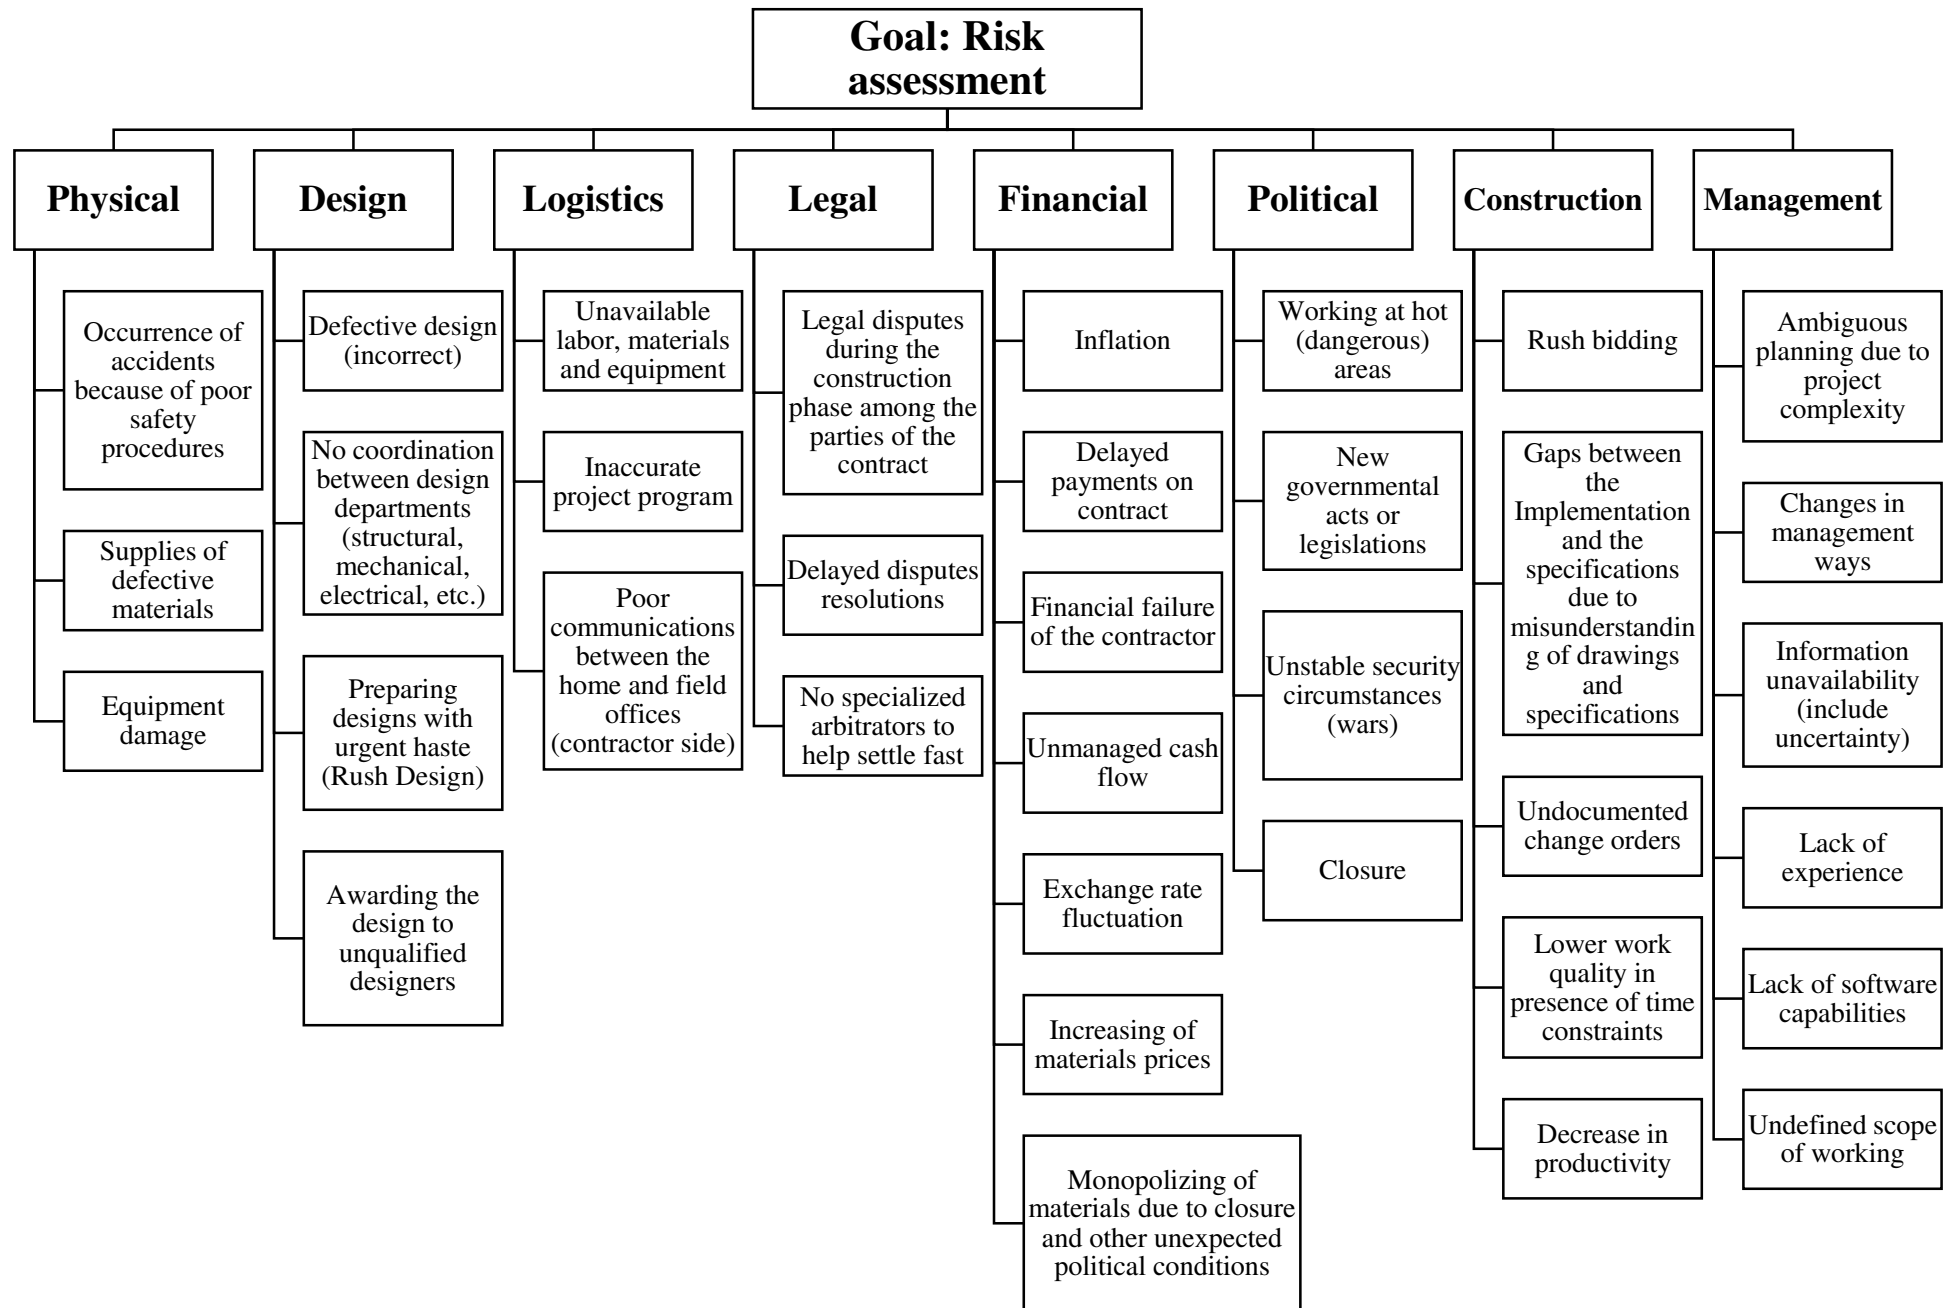 Goal: Risk
assessment
Physical
Occurrence of
accidents
because of poor
safety
procedures
Supplies of
defective
materials
Equipment
damage
Design
Defective design
(incorrect)
No coordination
between design
departments
(structural,
mechanical,
electrical, etc.)
Preparing
designs with
urgent haste
(Rush Design)
Awarding the
design to
unqualified
designers
Logistics
Unavailable
labor, materials
and equipment
Inaccurate
project program
Poor
communications
between the
home and field
offices
(contractor side)
Legal
Legal disputes
during the
construction
phase among the
parties of the
contract
Delayed disputes
resolutions
No specialized
arbitrators to
help settle fast
Financial
Inflation
Delayed
payments on
contract
Financial failure
of the contractor
Unmanaged cash
flow
Exchange rate
fluctuation
Increasing of
materials prices
Monopolizing of
materials due to closure
and other unexpected
political conditions
Political
Working at hot
(dangerous)
areas
New
governmental
acts or
legislations
Unstable security
circumstances
(wars)
Closure
Construction
Rush bidding
Gaps between
the
Implementation
and the
specifications
due to
misunderstandin
g of drawings
and
specifications
Undocumented
change orders
Lower work
quality in
presence of time
constraints
Decrease in
productivity
Management
Ambiguous
planning due to
project
complexity
Changes in
management
ways
Information
unavailability
(include
uncertainty)
Lack of
experience
Lack of software
capabilities
Undefined scope
of working